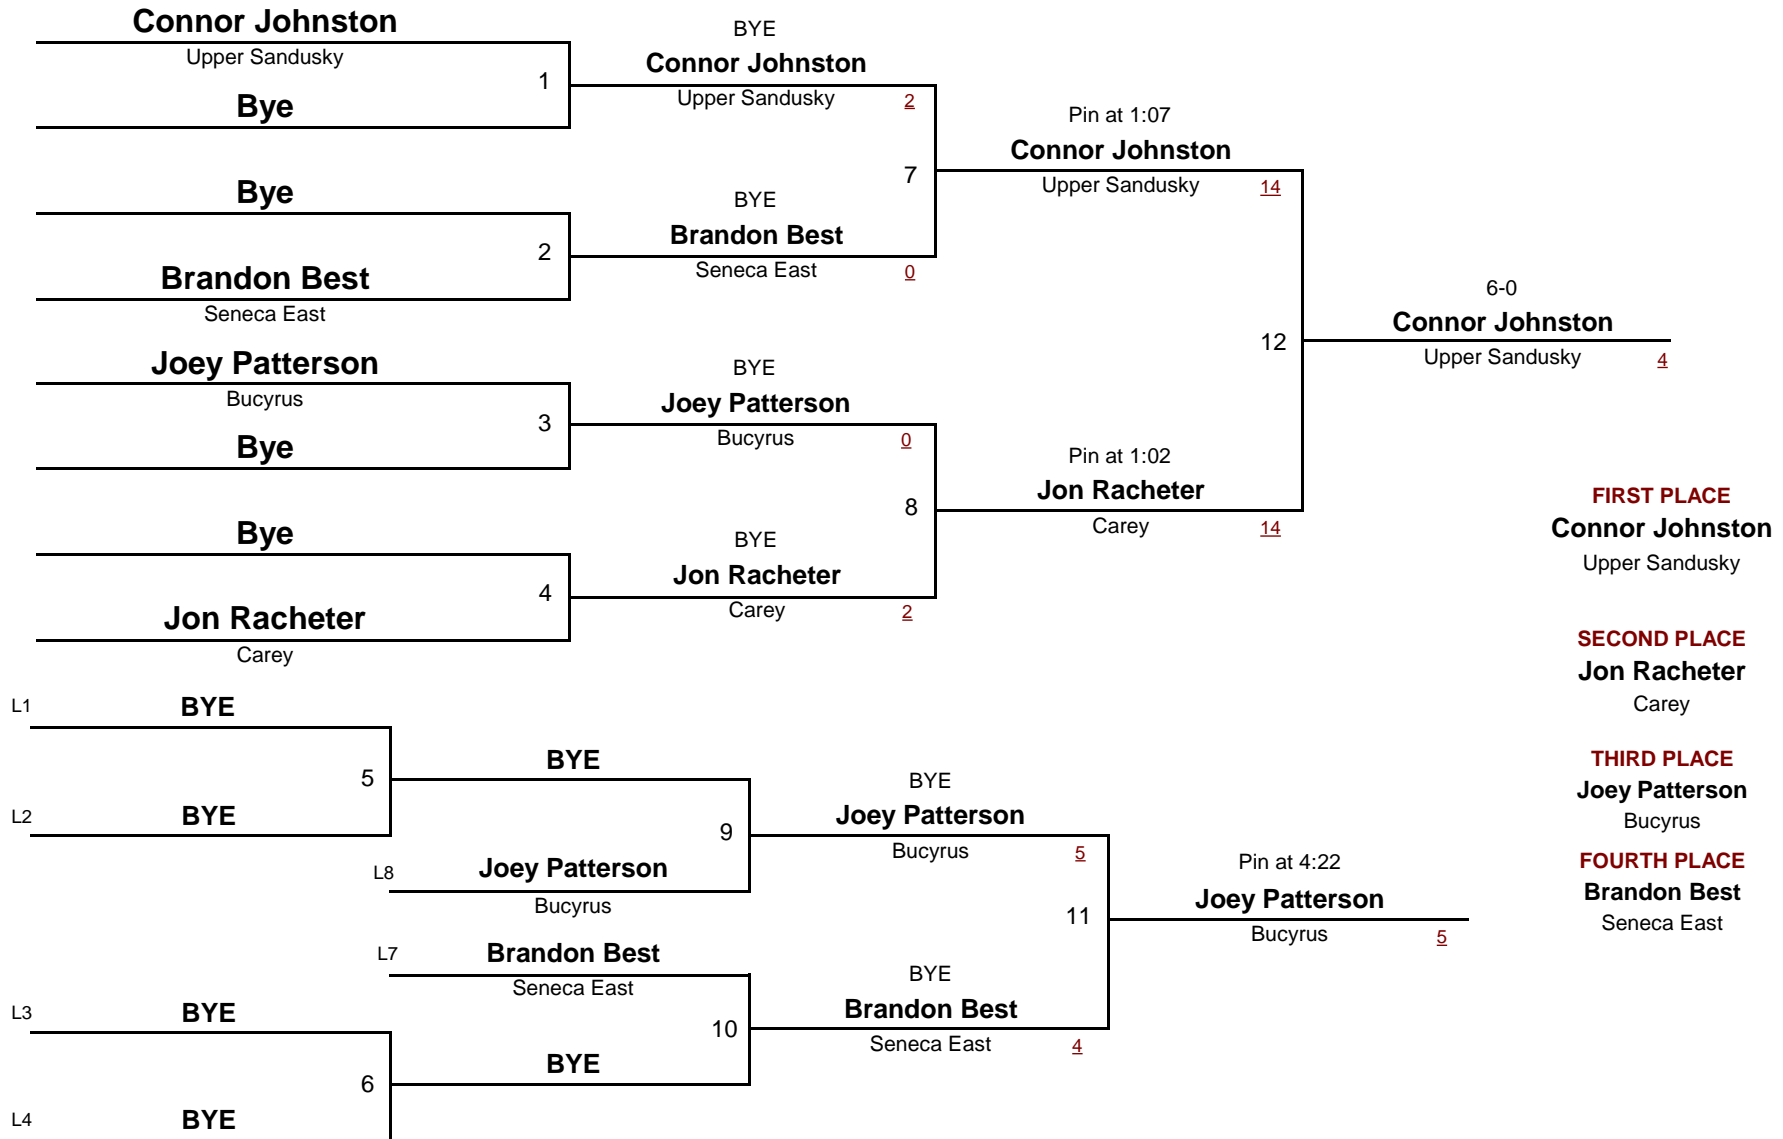 Connor Johnston
Upper Sandusky
1
Bye
Bye
2
Brandon Best
Seneca East
Joey Patterson
Bucyrus
3
Bye
Bye
4
Jon Racheter
Carey
BYE
Connor Johnston
Upper Sandusky 2
7
BYE
Brandon Best
Seneca East 0
BYE
Joey Patterson
Bucyrus 0
8
BYE
Jon Racheter
Carey 2
Pin at 1:07
Connor Johnston
Upper Sandusky 14
12
Pin at 1:02
Jon Racheter
Carey 14
6-0
Connor Johnston
Upper Sandusky 4
FIRST PLACE
Connor Johnston
Upper Sandusky
SECOND PLACE
Jon Racheter
Carey
THIRD PLACE
Joey Patterson
Bucyrus
FOURTH PLACE
Brandon Best
Seneca East
L1 BYE
5
L2 BYE
BYE
9
L8 Joey Patterson
Bucyrus
L7 Brandon Best
Seneca East
10
BYE
L3 BYE
6
L4 BYE
BYE
Joey Patterson
Bucyrus 5
11
BYE
Brandon Best
Seneca East 4
Pin at 4:22
Joey Patterson
Bucyrus 5